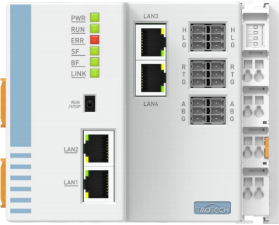 PWR
RUN
ERR
SF
BF
LINK
RUN
/STOP
LAN2
LAN1
LAN3
LAN4
H H
L L
G G
R R
T T
G G
A A
B B
G G